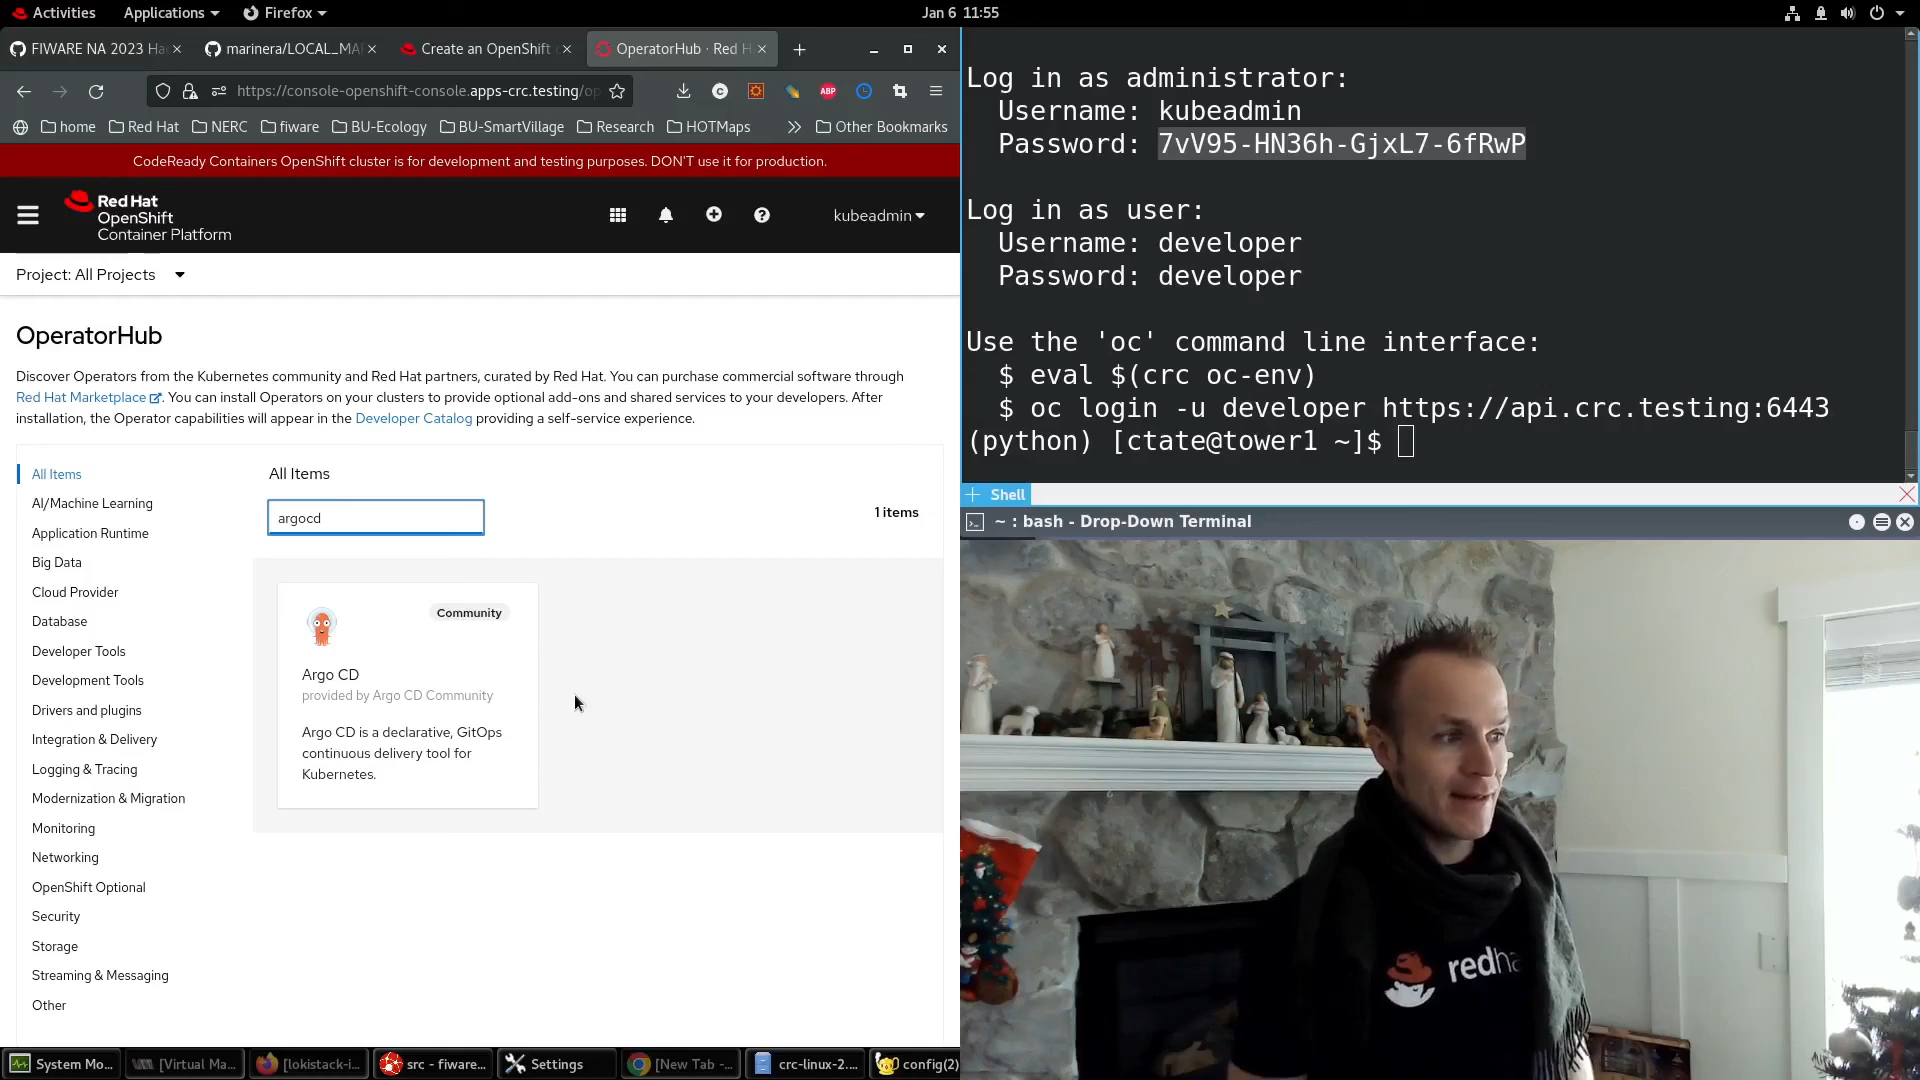 Activities Applications Firefox Jan 6 11:55
FIWARE NA 2023 Ha
marinera/LOCAL_MA
Create an OpenShift
OperatorHub · Red H
https://console-openshift-console.apps-crc.testing/op
ABP
home Red Hat NERC fiware BU-Ecology BU-SmartVillage Research HOTMaps Other Bookmarks
CodeReady Containers OpenShift cluster is for development and testing purposes. DON'T use it for production.
Red Hat
OpenShift
Container Platform
kubeadmin
Project: All Projects
OperatorHub
Discover Operators from the Kubernetes community and Red Hat partners, curated by Red Hat. You can purchase commercial software through
Red Hat Marketplace . You can install Operators on your clusters to provide optional add-ons and shared services to your developers. After
installation, the Operator capabilities will appear in the Developer Catalog providing a self-service experience.
All Items
AI/Machine Learning
Application Runtime
Big Data
Cloud Provider
Database
Developer Tools
Development Tools
Drivers and plugins
Integration & Delivery
Logging & Tracing
Modernization & Migration
Monitoring
Networking
OpenShift Optional
Security
Storage
Streaming & Messaging
Other
All Items
argocd
1 items
Community
Argo CD
provided by Argo CD Community
Argo CD is a declarative, GitOps
continuous delivery tool for
Kubernetes.
Log in as administrator:
Username: kubeadmin
Password: 7vV95-HN36h-GjxL7-6fRwP
Log in as user:
Username: developer
Password: developer
Use the 'oc' command line interface:
$ eval $(crc oc-env)
$ oc login -u developer https://api.crc.testing:6443
(python) [ctate@tower1 ~]$
Shell
~ : bash - Drop-Down Terminal
redha
System Mo... [Virtual Ma... [lokistack-i... src - fiware... Settings [New Tab -... crc-linux-2.... config(2)